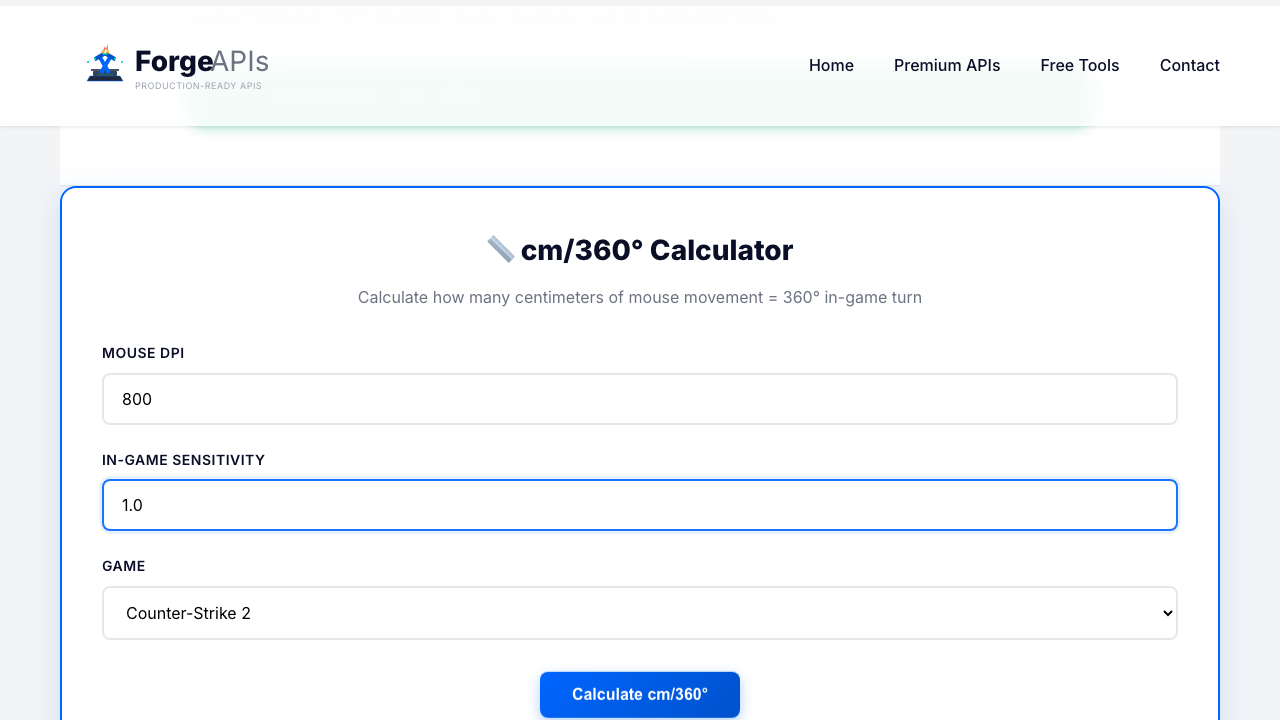 ForgeAPIs
PRODUCTION-READY APIS
Home
Premium APIs
Free Tools
Contact
cm/360° Calculator
Calculate how many centimeters of mouse movement = 360° in-game turn
MOUSE DPI
800
IN-GAME SENSITIVITY
1.0
GAME
Counter-Strike 2
Calculate cm/360°